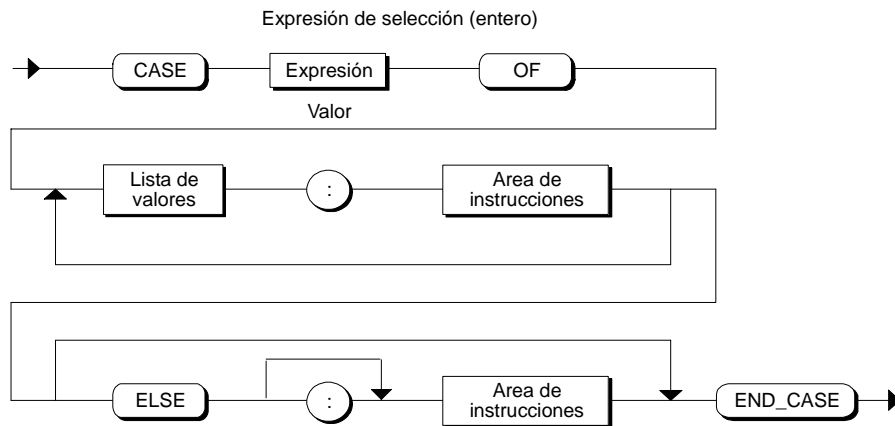 Expresión de selección (entero)
CASE Expresión OF
Valor
Lista de
valores
:
Area de
instrucciones
ELSE
:
Area de
instrucciones
END_CASE